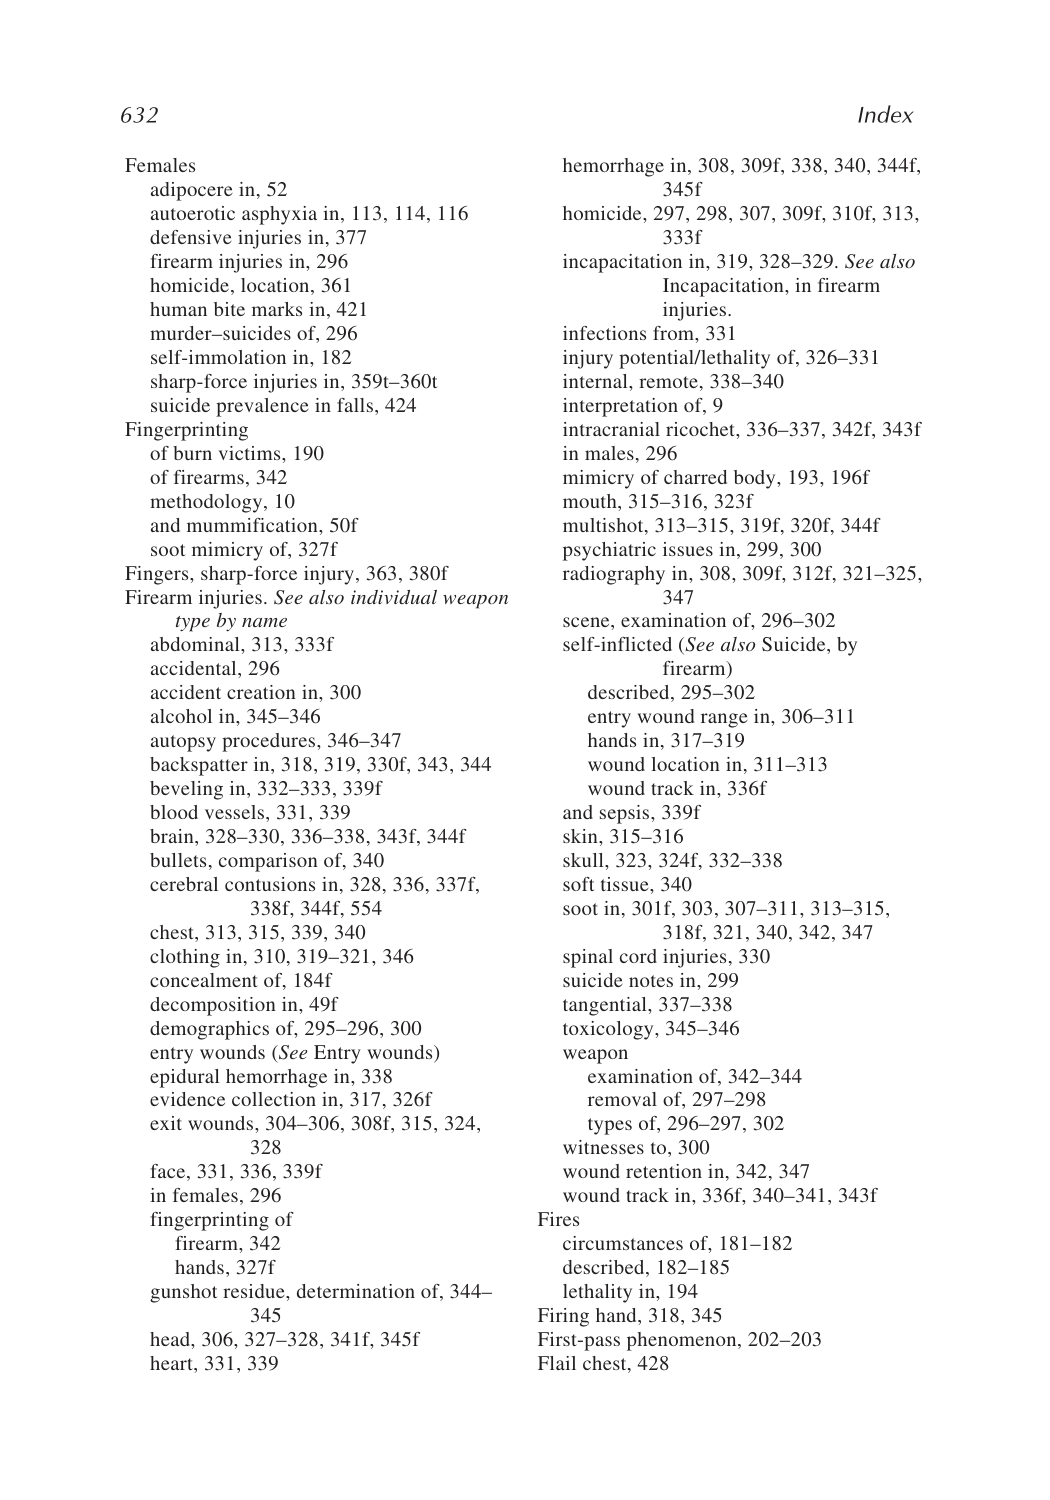 632
Index
Females
adipocere in, 52
autoerotic asphyxia in, 113, 114, 116
defensive injuries in, 377
firearm injuries in, 296
homicide, location, 361
human bite marks in, 421
murder–suicides of, 296
self-immolation in, 182
sharp-force injuries in, 359t–360t
suicide prevalence in falls, 424
Fingerprinting
of burn victims, 190
of firearms, 342
methodology, 10
and mummification, 50f
soot mimicry of, 327f
Fingers, sharp-force injury, 363, 380f
Firearm injuries. See also individual weapon
type by name
abdominal, 313, 333f
accidental, 296
accident creation in, 300
alcohol in, 345–346
autopsy procedures, 346–347
backspatter in, 318, 319, 330f, 343, 344
beveling in, 332–333, 339f
blood vessels, 331, 339
brain, 328–330, 336–338, 343f, 344f
bullets, comparison of, 340
cerebral contusions in, 328, 336, 337f,
338f, 344f, 554
chest, 313, 315, 339, 340
clothing in, 310, 319–321, 346
concealment of, 184f
decomposition in, 49f
demographics of, 295–296, 300
entry wounds (See Entry wounds)
epidural hemorrhage in, 338
evidence collection in, 317, 326f
exit wounds, 304–306, 308f, 315, 324,
328
face, 331, 336, 339f
in females, 296
fingerprinting of
firearm, 342
hands, 327f
gunshot residue, determination of, 344–
345
head, 306, 327–328, 341f, 345f
heart, 331, 339
hemorrhage in, 308, 309f, 338, 340, 344f,
345f
homicide, 297, 298, 307, 309f, 310f, 313,
333f
incapacitation in, 319, 328–329. See also
Incapacitation, in firearm
injuries.
infections from, 331
injury potential/lethality of, 326–331
internal, remote, 338–340
interpretation of, 9
intracranial ricochet, 336–337, 342f, 343f
in males, 296
mimicry of charred body, 193, 196f
mouth, 315–316, 323f
multishot, 313–315, 319f, 320f, 344f
psychiatric issues in, 299, 300
radiography in, 308, 309f, 312f, 321–325,
347
scene, examination of, 296–302
self-inflicted (See also Suicide, by
firearm)
described, 295–302
entry wound range in, 306–311
hands in, 317–319
wound location in, 311–313
wound track in, 336f
and sepsis, 339f
skin, 315–316
skull, 323, 324f, 332–338
soft tissue, 340
soot in, 301f, 303, 307–311, 313–315,
318f, 321, 340, 342, 347
spinal cord injuries, 330
suicide notes in, 299
tangential, 337–338
toxicology, 345–346
weapon
examination of, 342–344
removal of, 297–298
types of, 296–297, 302
witnesses to, 300
wound retention in, 342, 347
wound track in, 336f, 340–341, 343f
Fires
circumstances of, 181–182
described, 182–185
lethality in, 194
Firing hand, 318, 345
First-pass phenomenon, 202–203
Flail chest, 428